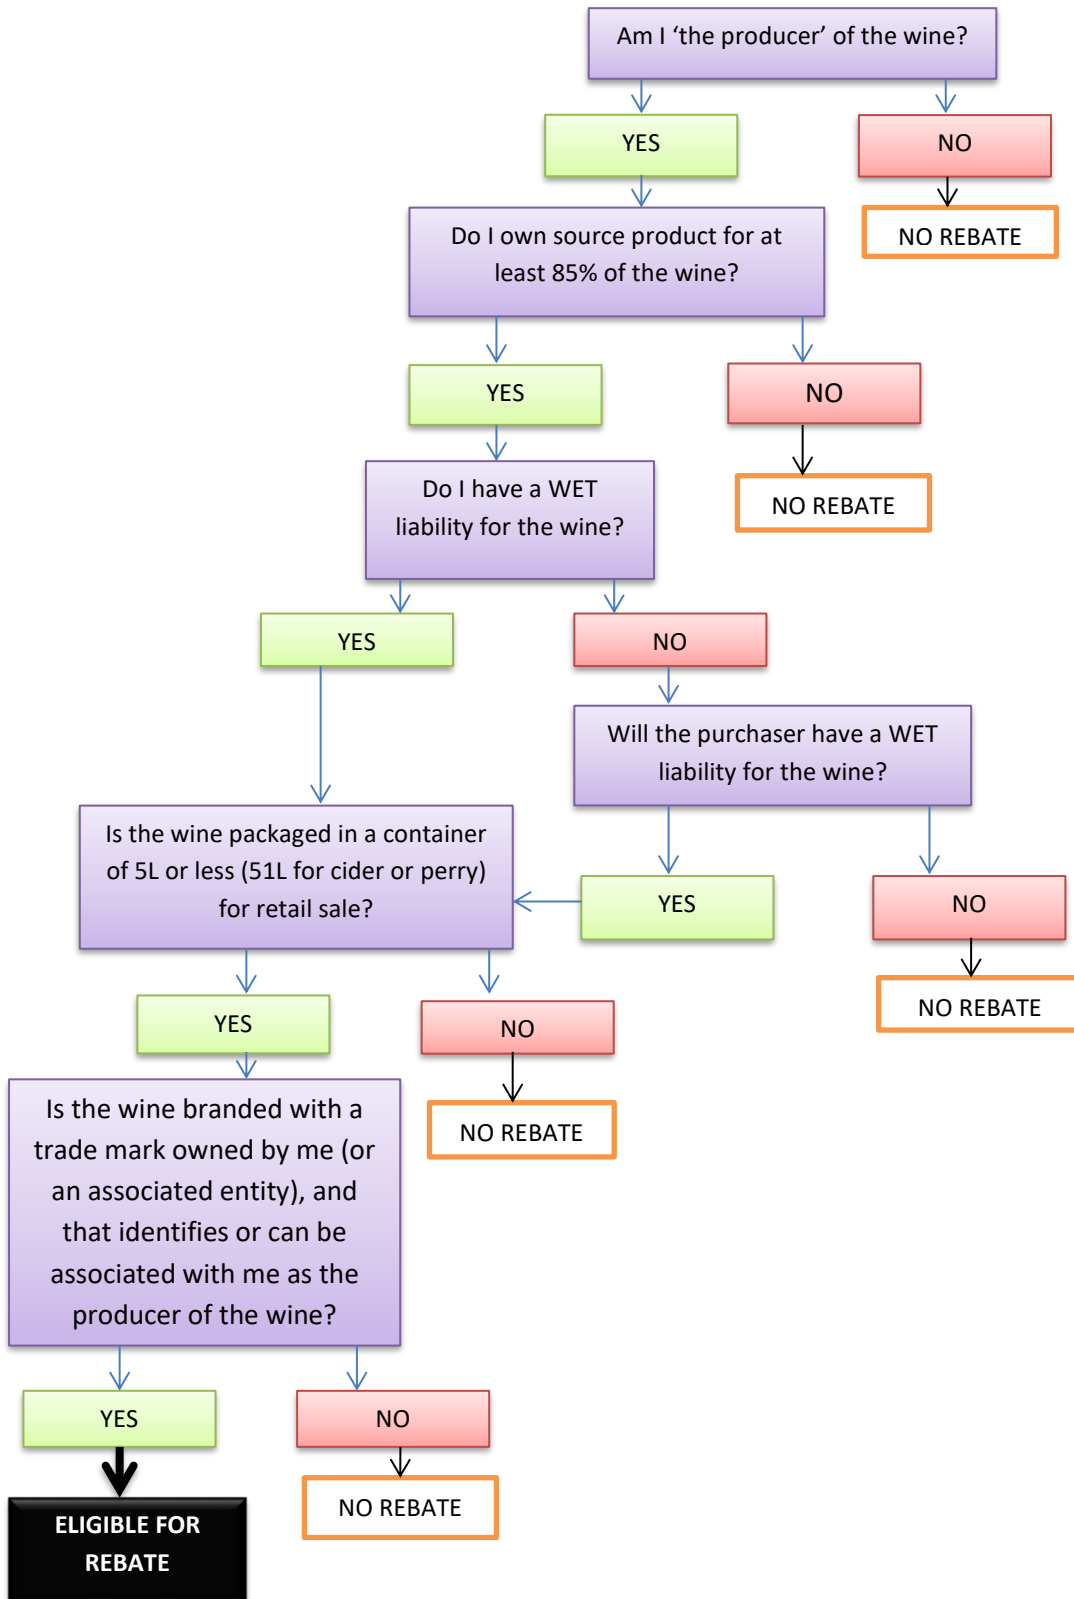 Am I ‘the producer’ of the wine?
YES
NO
NO REBATE
Do I own source product for at
least 85% of the wine?
YES
NO
NO REBATE
Do I have a WET
liability for the wine?
YES
NO
Will the purchaser have a WET
liability for the wine?
YES
NO
NO REBATE
Is the wine packaged in a container
of 5L or less (51L for cider or perry)
for retail sale?
YES
NO
NO REBATE
Is the wine branded with a
trade mark owned by me (or
an associated entity), and
that identifies or can be
associated with me as the
producer of the wine?
YES
NO
NO REBATE
ELIGIBLE FOR
REBATE